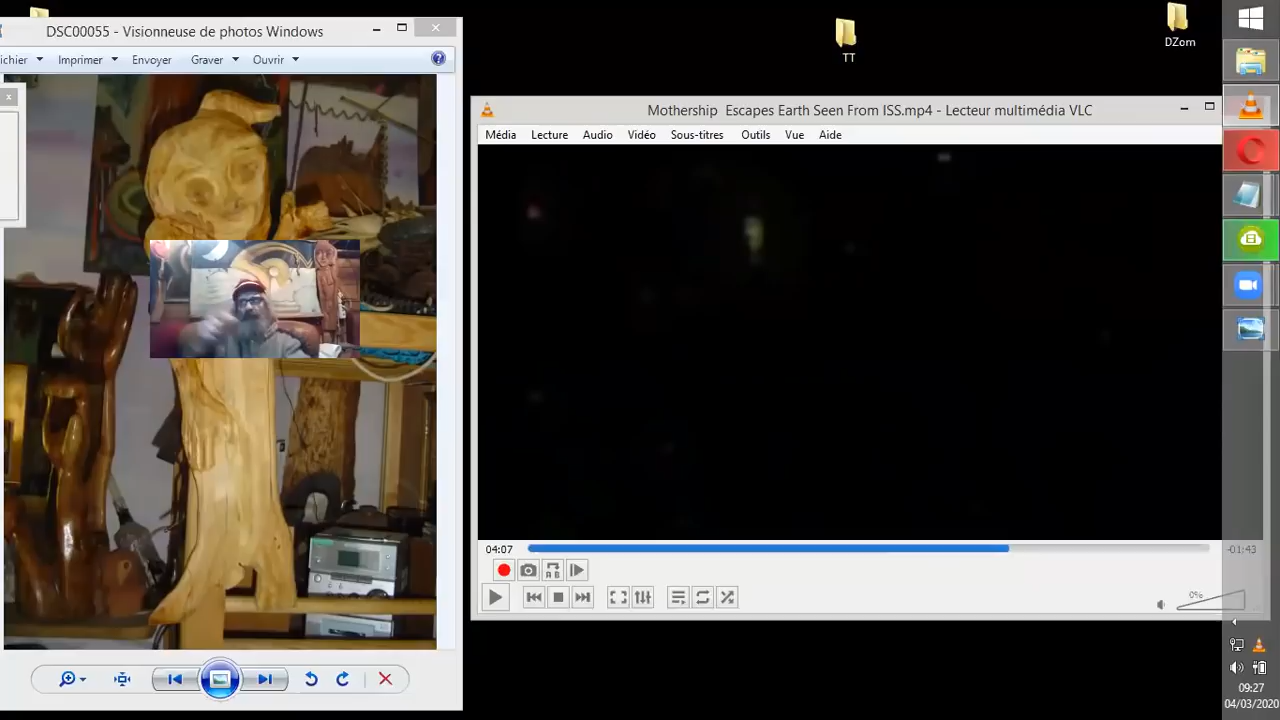 DSC00055 - Visionneuse de photos Windows
ichier Imprimer Envoyer Graver Ouvrir
TT
DZom
Mothership Escapes Earth Seen From ISS.mp4 - Lecteur multimédia VLC
Média Lecture Audio Vidéo Sous-titres Outils Vue Aide
04:07
-01:43
0%
09:27
04/03/2020